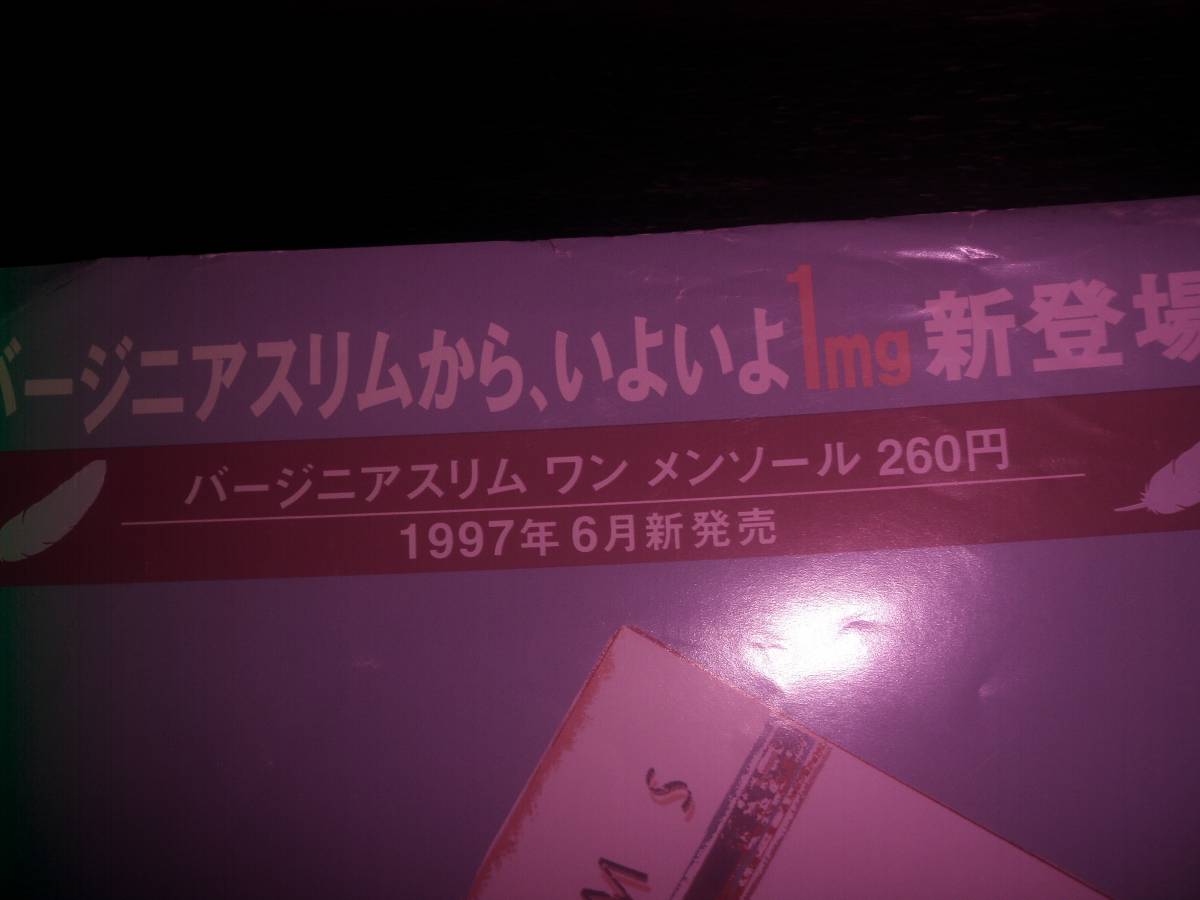 バージニアスリムから、いよいよ1mg新登場
バージニアスリム ワン メンソール 260円
1997年6月新発売
M s